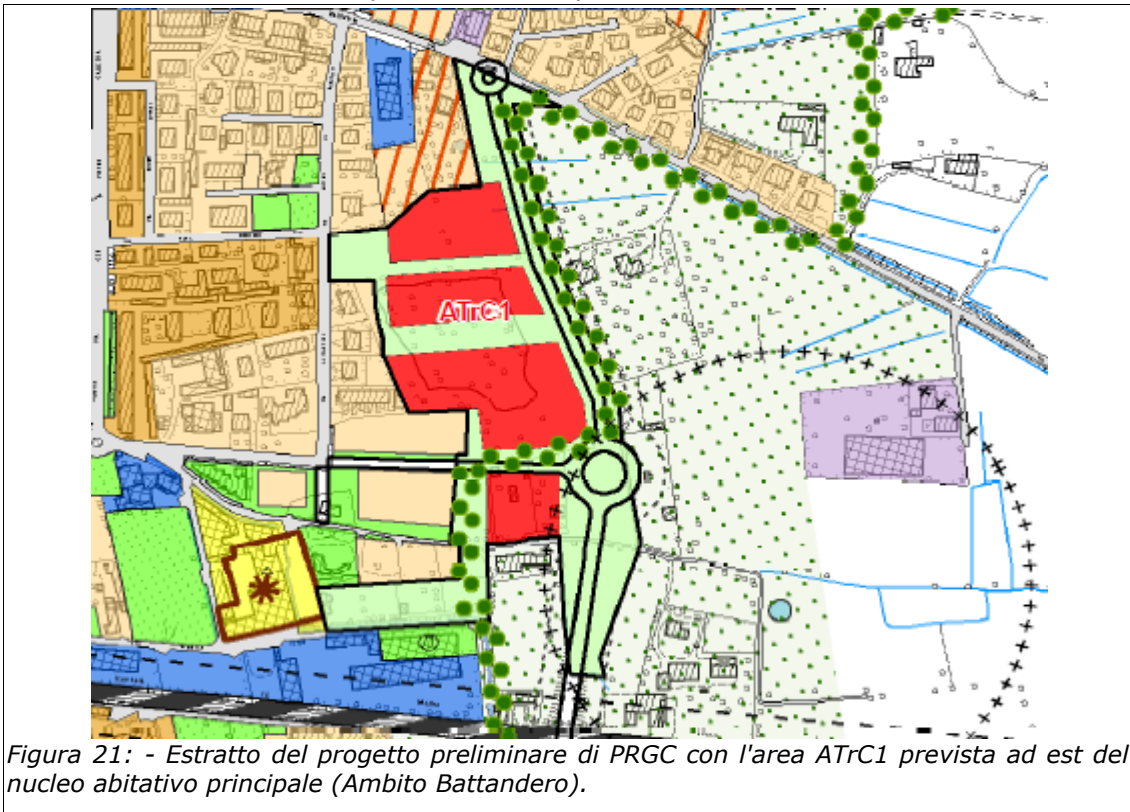 ATrC1
Figura 21: - Estratto del progetto preliminare di PRGC con l'area ATrC1 prevista ad est del
nucleo abitativo principale (Ambito Battandero).